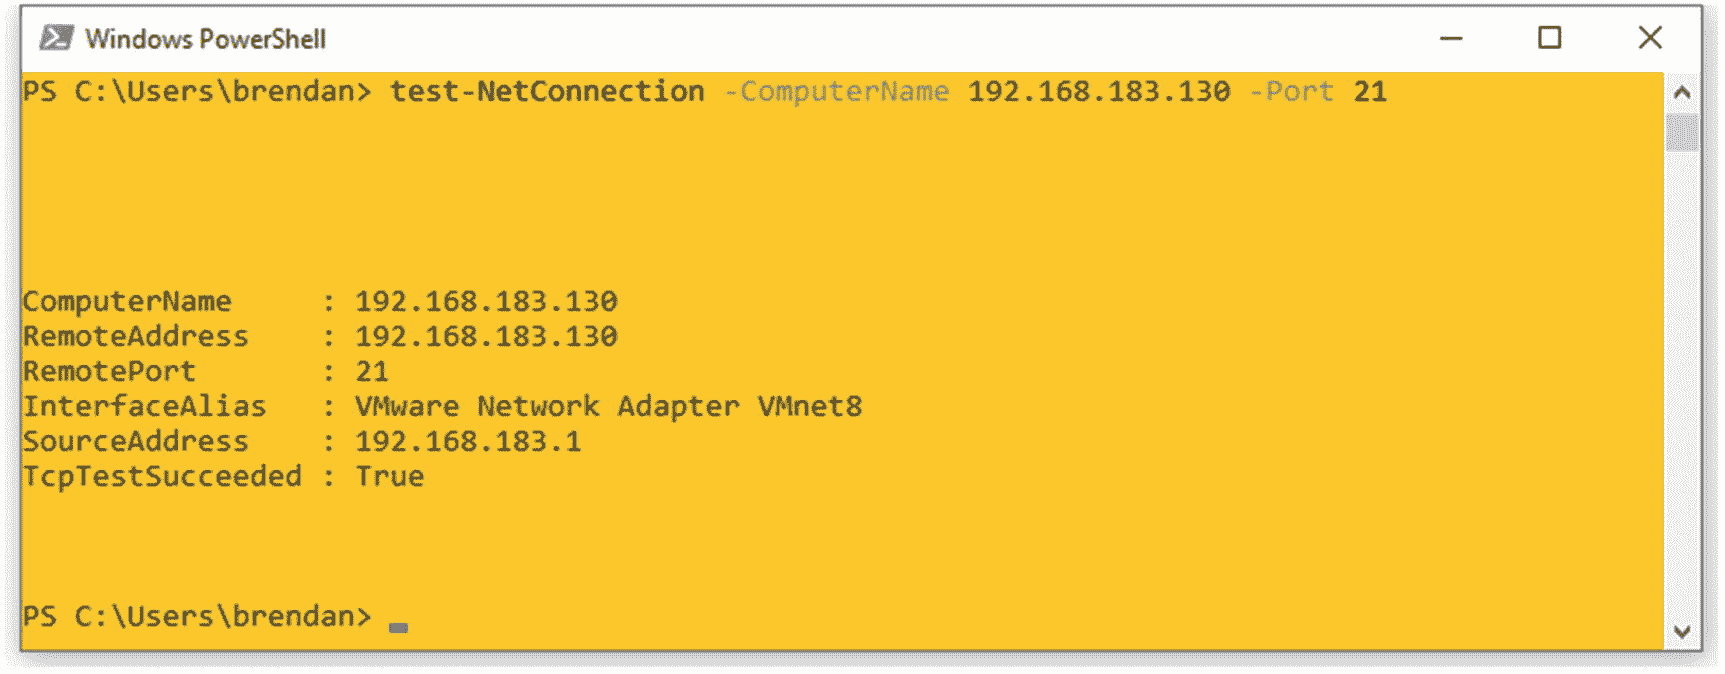 Windows PowerShell
PS C:\Users\brendan> test-NetConnection -ComputerName 192.168.183.130 -Port 21
ComputerName     : 192.168.183.130
RemoteAddress    : 192.168.183.130
RemotePort       : 21
InterfaceAlias   : VMware Network Adapter VMnet8
SourceAddress    : 192.168.183.1
TcpTestSucceeded : True
PS C:\Users\brendan>